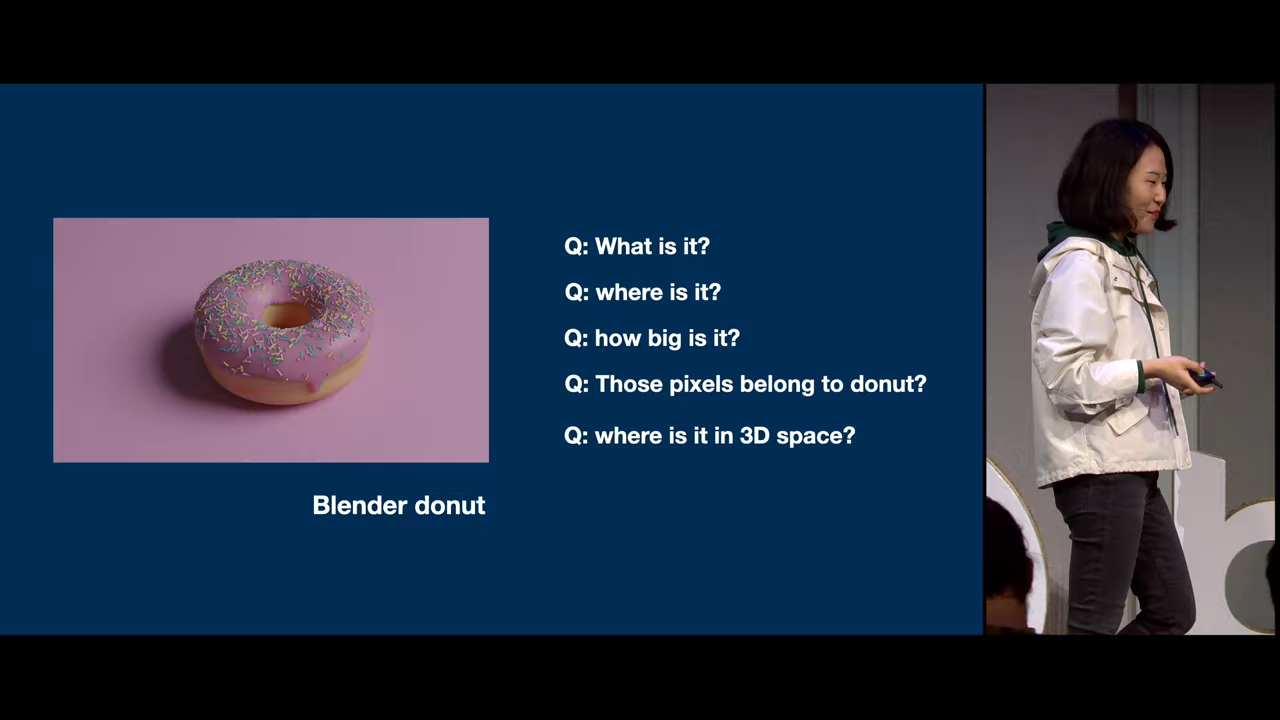 Q: What is it?
Q: where is it?
Q: how big is it?
Q: Those pixels belong to donut?
Q: where is it in 3D space?
Blender donut